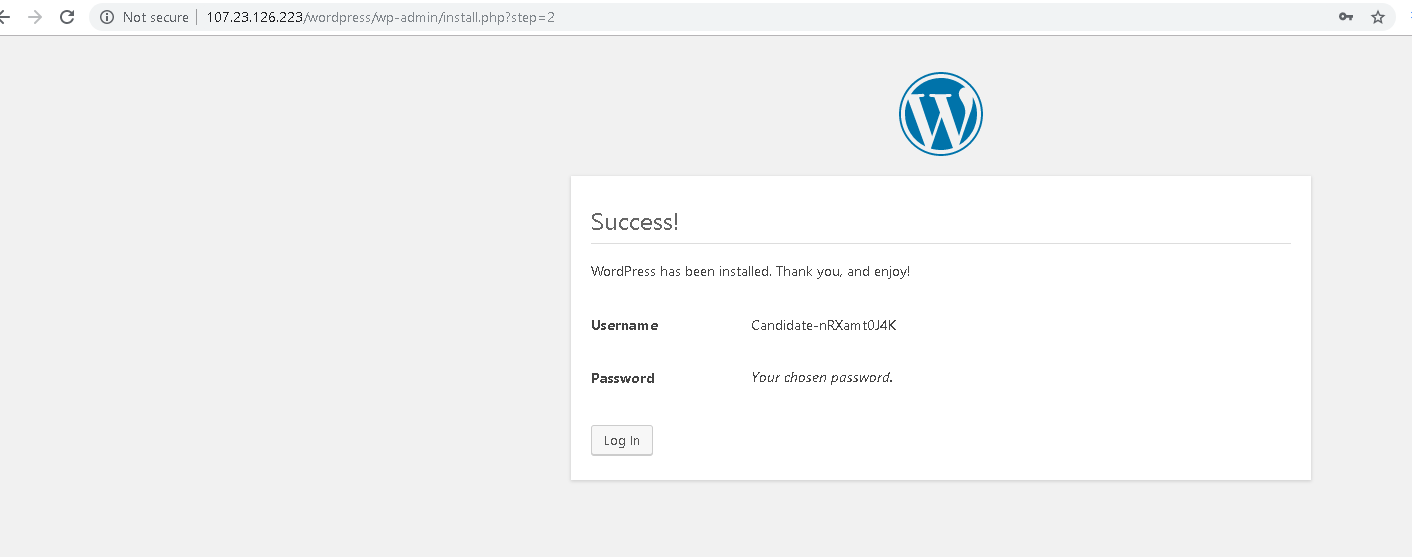 Not secure | 107.23.126.223/wordpress/wp-admin/install.php?step=2
W
Success!
WordPress has been installed. Thank you, and enjoy!
Username Candidate-nRXamt0J4K
Password Your chosen password.
Log In